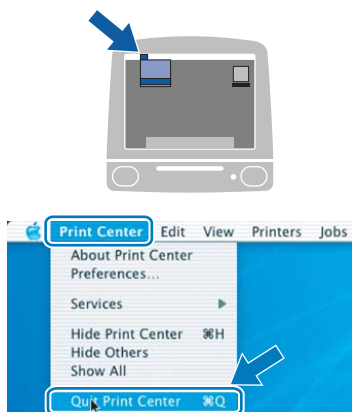 Print Center Edit View Printers Jobs
About Print Center
Preferences...
Services
Hide Print Center ⌘H
Hide Others
Show All
Quit Print Center ⌘Q